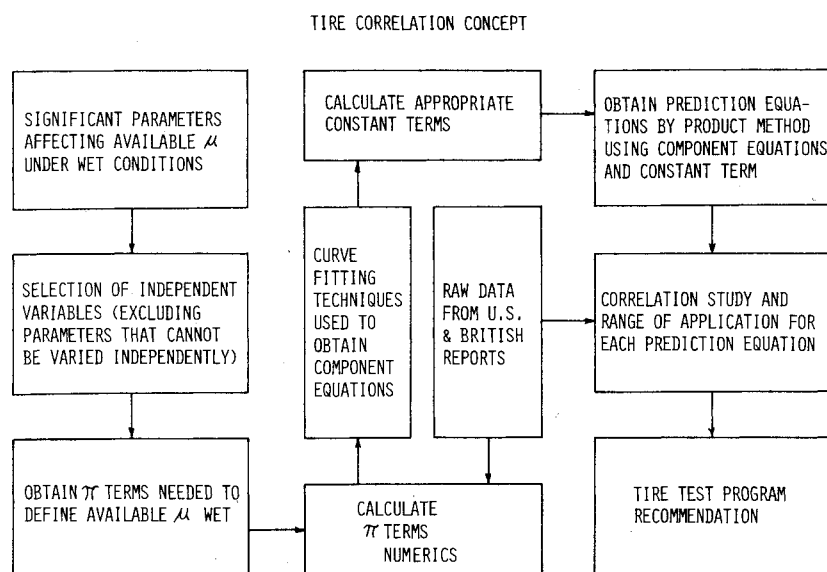 TIRE CORRELATION CONCEPT
SIGNIFICANT PARAMETERS
AFFECTING AVAILABLE μ
UNDER WET CONDITIONS
SELECTION OF INDEPENDENT
VARIABLES (EXCLUDING
PARAMETERS THAT CANNOT
BE VARIED INDEPENDENTLY)
OBTAIN π TERMS NEEDED TO
DEFINE AVAILABLE μ WET
CALCULATE
π TERMS
NUMERICS
RAW DATA
FROM U.S.
& BRITISH
REPORTS
CURVE
FITTING
TECHNIQUES
USED TO
OBTAIN
COMPONENT
EQUATIONS
CALCULATE APPROPRIATE
CONSTANT TERMS
OBTAIN PREDICTION EQUA-
TIONS BY PRODUCT METHOD
USING COMPONENT EQUATIONS
AND CONSTANT TERM
CORRELATION STUDY AND
RANGE OF APPLICATION FOR
EACH PREDICTION EQUATION
TIRE TEST PROGRAM
RECOMMENDATION